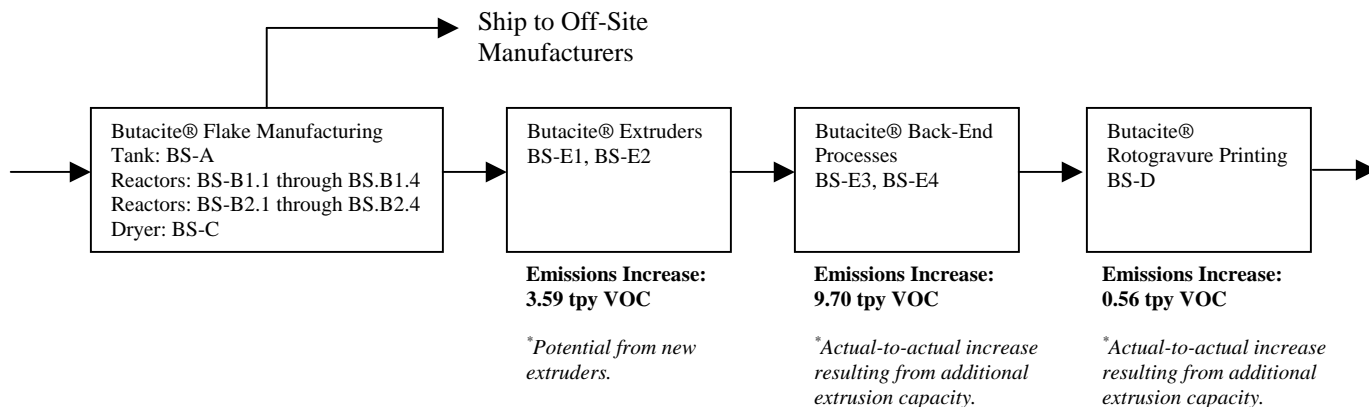 Ship to Off-Site
Manufacturers
Butacite® Flake Manufacturing
Tank: BS-A
Reactors: BS-B1.1 through BS.B1.4
Reactors: BS-B2.1 through BS.B2.4
Dryer: BS-C
Butacite® Extruders
BS-E1, BS-E2
Butacite® Back-End
Processes
BS-E3, BS-E4
Butacite®
Rotogravure Printing
BS-D
Emissions Increase:
3.59 tpy VOC
*Potential from new
extruders.
Emissions Increase:
9.70 tpy VOC
*Actual-to-actual increase
resulting from additional
extrusion capacity.
Emissions Increase:
0.56 tpy VOC
*Actual-to-actual increase
resulting from additional
extrusion capacity.